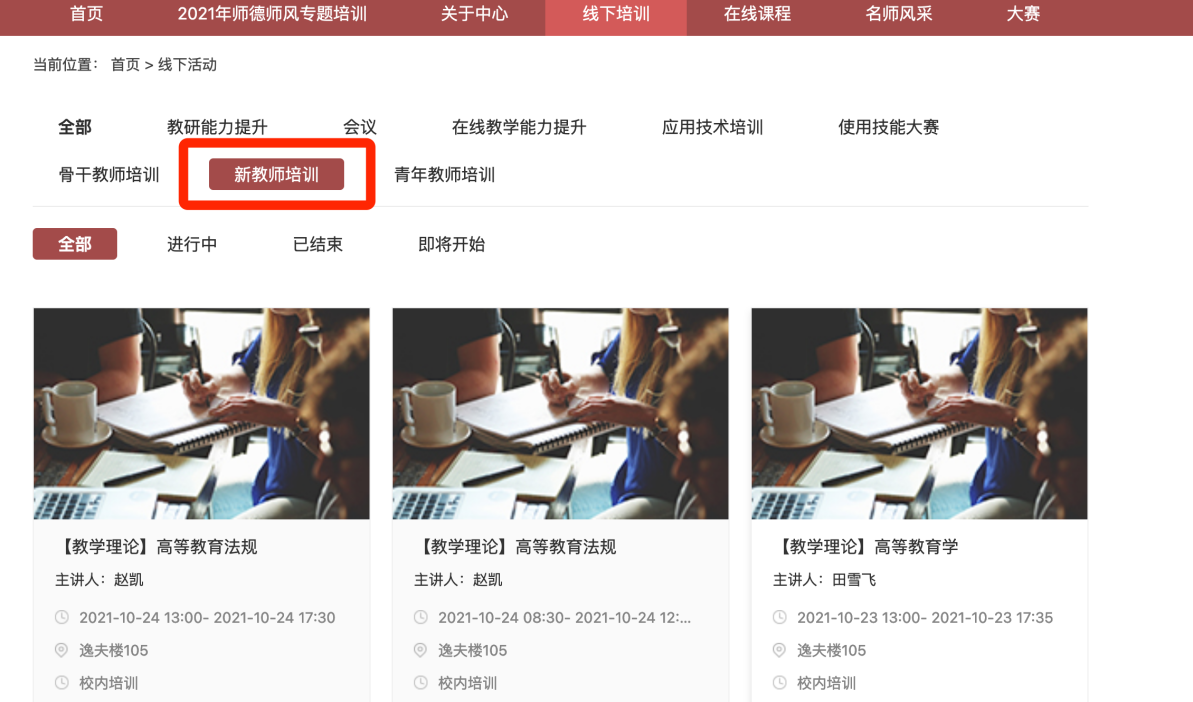 首页 2021年师德师风专题培训 关于中心 线下培训 在线课程 名师风采 大赛
当前位置： 首页 > 线下活动
全部 教研能力提升 会议 在线教学能力提升 应用技术培训 使用技能大赛
骨干教师培训 新教师培训 青年教师培训
全部 进行中 已结束 即将开始
【教学理论】高等教育法规
主讲人：赵凯
2021-10-24 13:00- 2021-10-24 17:30
逸夫楼105
校内培训
【教学理论】高等教育法规
主讲人：赵凯
2021-10-24 08:30- 2021-10-24 12:...
逸夫楼105
校内培训
【教学理论】高等教育学
主讲人：田雪飞
2021-10-23 13:00- 2021-10-23 17:35
逸夫楼105
校内培训